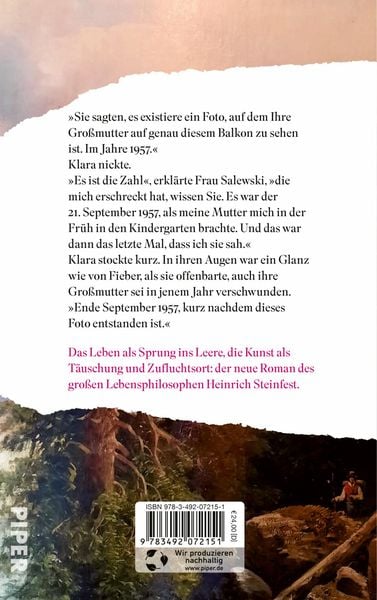 »Sie sagten, es existiere ein Foto, auf dem Ihre
Großmutter auf genau diesem Balkon zu sehen
ist. Im Jahre 1957.«
Klara nickte.
»Es ist die Zahl«, erklärte Frau Salewski, »die
mich erschreckt hat, wissen Sie. Es war der
21. September 1957, als meine Mutter mich in der
Früh in den Kindergarten brachte. Und das war
dann das letzte Mal, dass ich sie sah.«
Klara stockte kurz. In ihren Augen war ein Glanz
wie von Fieber, als sie offenbarte, auch ihre
Großmutter sei in jenem Jahr verschwunden.
»Ende September 1957, kurz nachdem dieses
Foto entstanden ist.«
Das Leben als Sprung ins Leere, die Kunst als
Täuschung und Zufluchtsort: der neue Roman des
großen Lebensphilosophen Heinrich Steinfest.
PIPER
ISBN 978-3-492-07215-1
9 783492 072151
€ 24,00 [D]
Wir produzieren
nachhaltig
www.piper.de